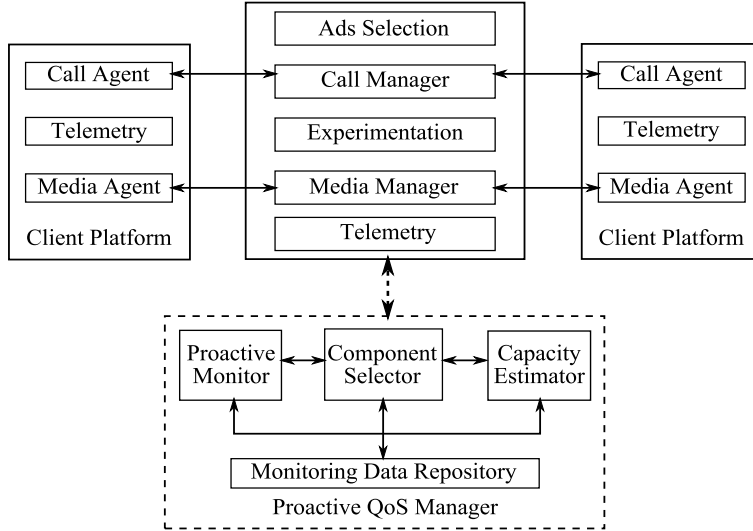 Ads Selection
Call Agent
Call Manager
Call Agent
Telemetry
Experimentation
Telemetry
Media Agent
Media Manager
Media Agent
Client Platform
Telemetry
Client Platform
Proactive
Monitor
Component
Selector
Capacity
Estimator
Monitoring Data Repository
Proactive QoS Manager